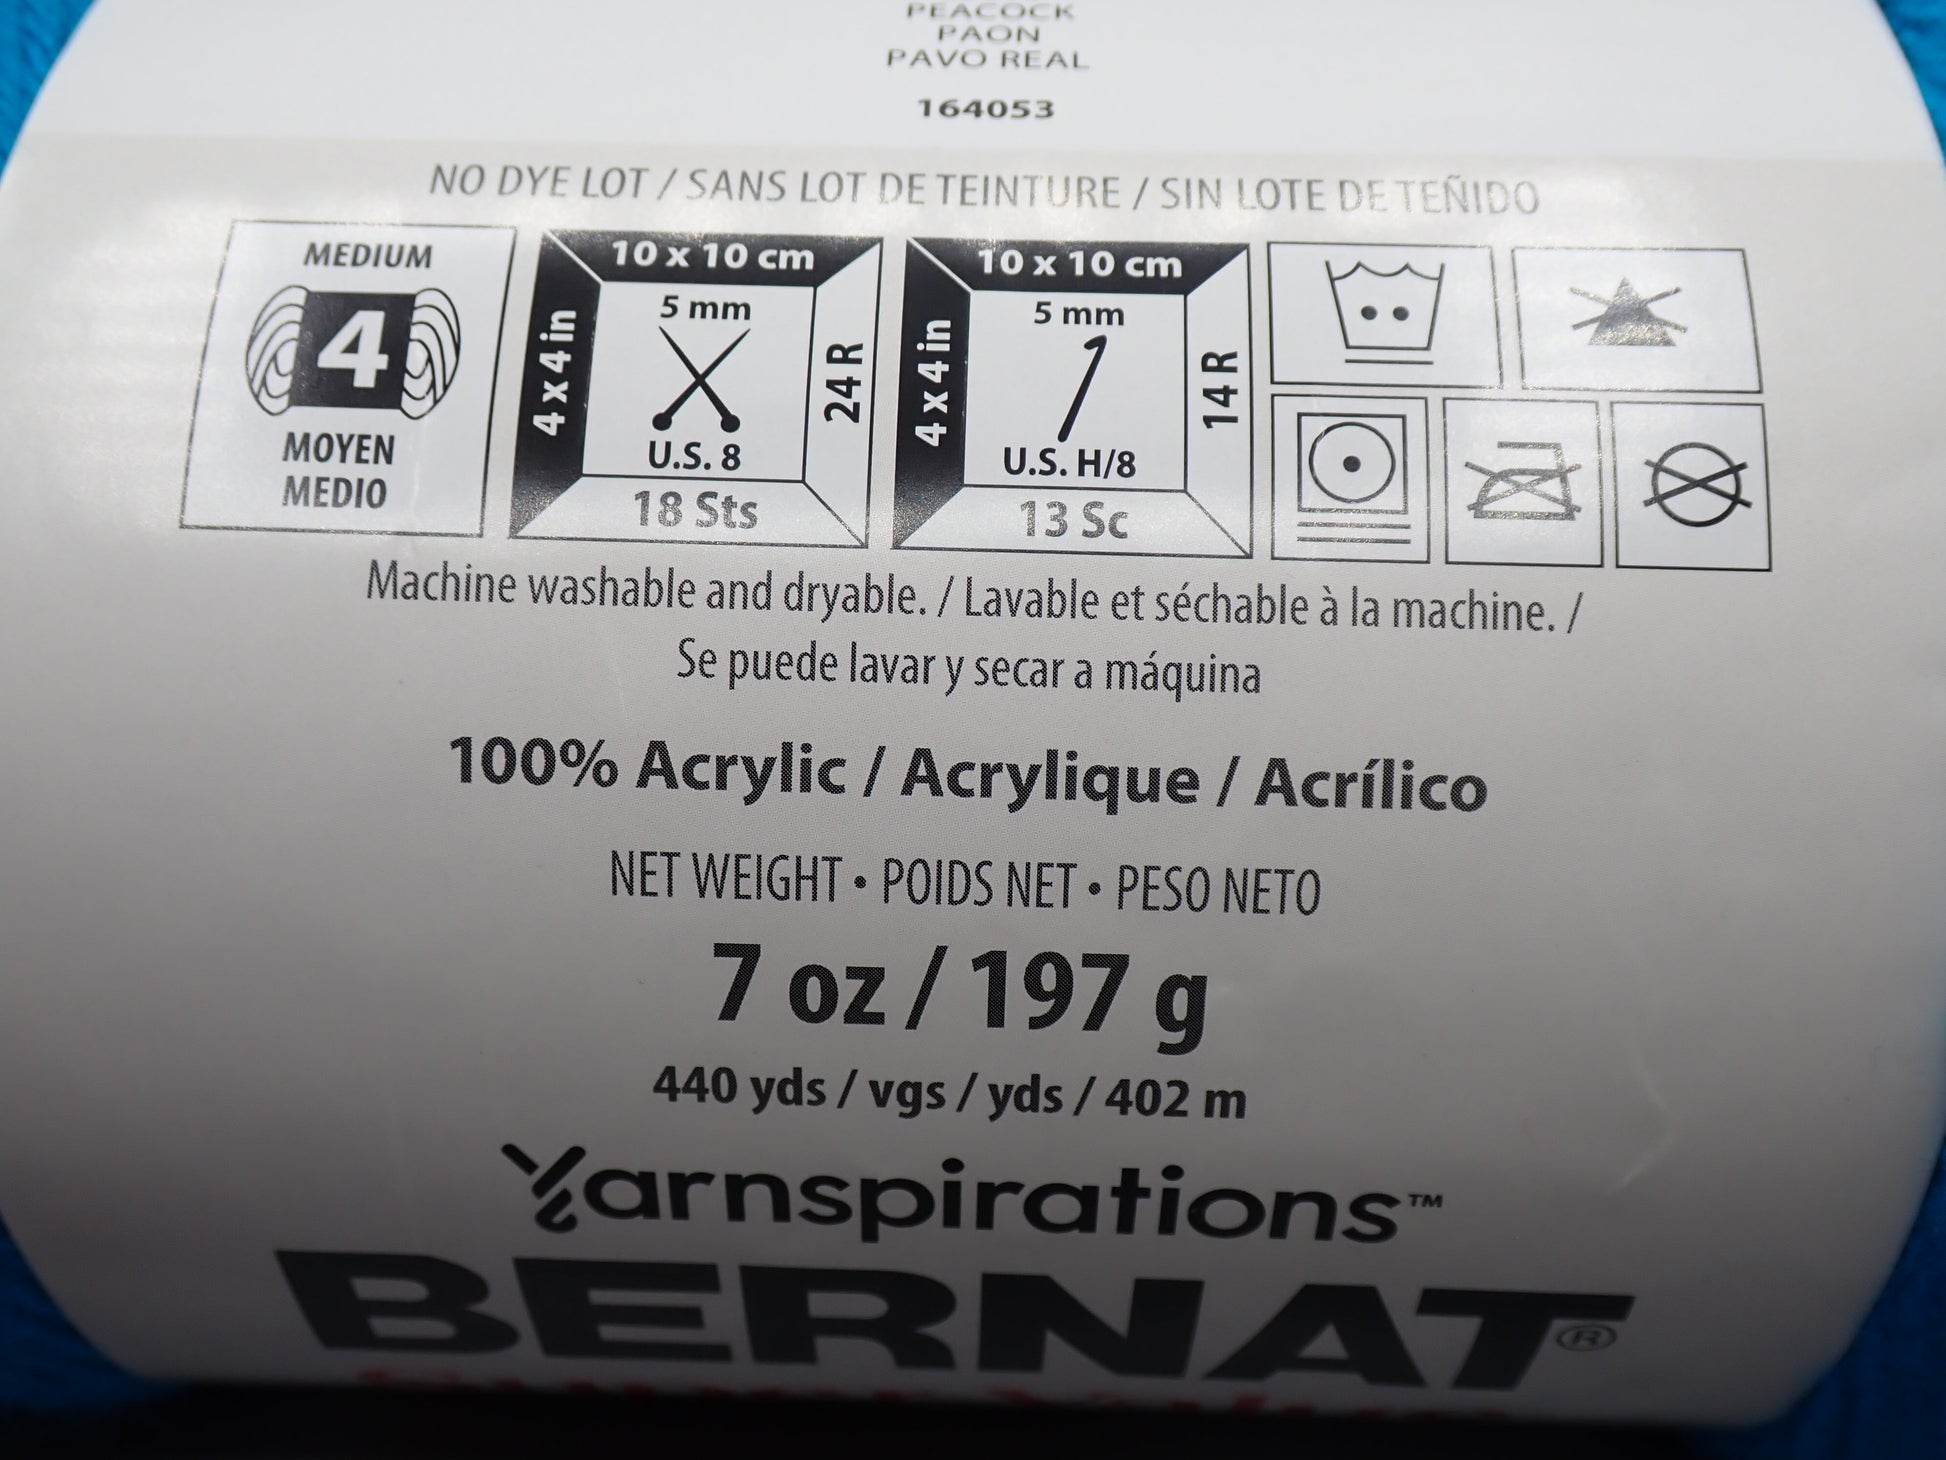 PEACOCK
PAON
PAVO REAL
164053
NO DYE LOT / SANS LOT DE TEINTURE / SIN LOTE DE TEÑIDO
MEDIUM
4
MOYEN
MEDIO
10 x 10 cm
4 x 4 in
5 mm
U.S. 8
24 R
18 Sts
10 x 10 cm
4 x 4 in
5 mm
U.S. H/8
14 R
13 Sc
Machine washable and dryable. / Lavable et séchable à la machine. /
Se puede lavar y secar a máquina
100% Acrylic / Acrylique / Acrílico
NET WEIGHT • POIDS NET • PESO NETO
7 oz / 197 g
440 yds / vgs / yds / 402 m
Yarnspirations™
BERNAT®